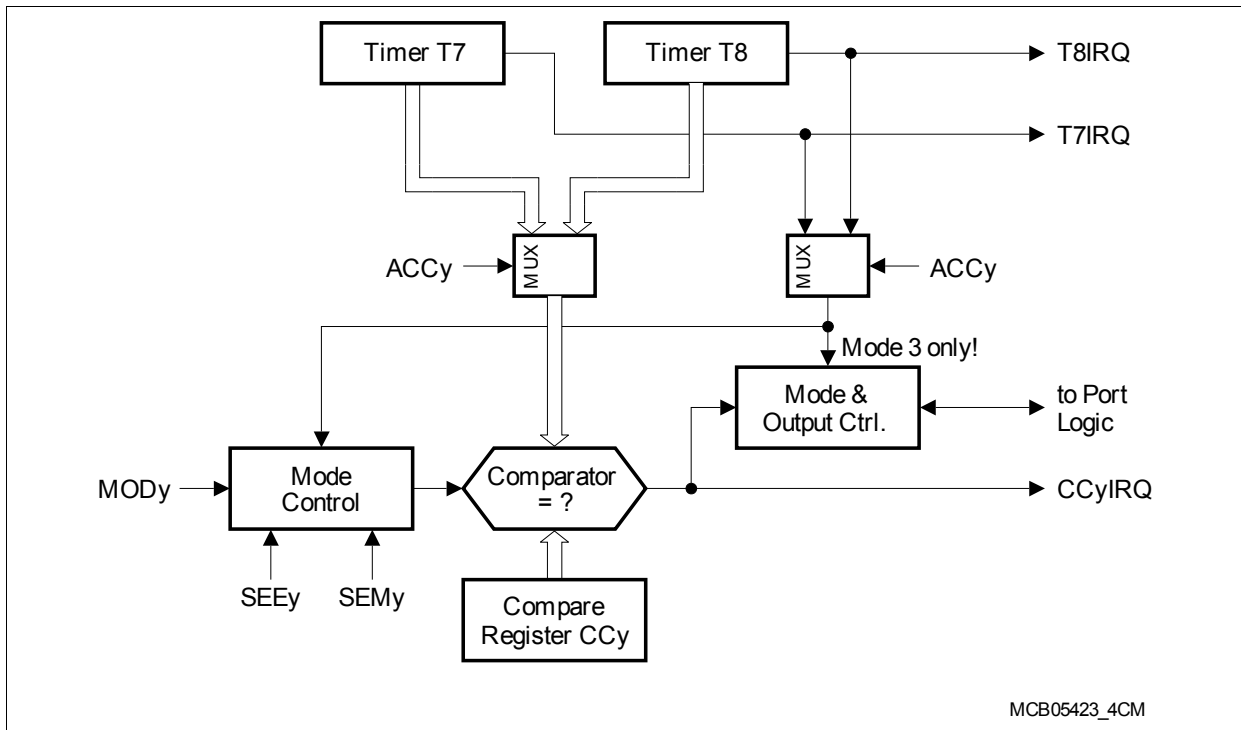 Timer T7
Timer T8
T8IRQ
T7IRQ
ACCy
MUX
MUX
ACCy
Mode 3 only!
Mode &
Output Ctrl.
to Port
Logic
MODy
Mode
Control
Comparator
= ?
CCyIRQ
SEEy
SEMy
Compare
Register CCy
MCB05423_4CM